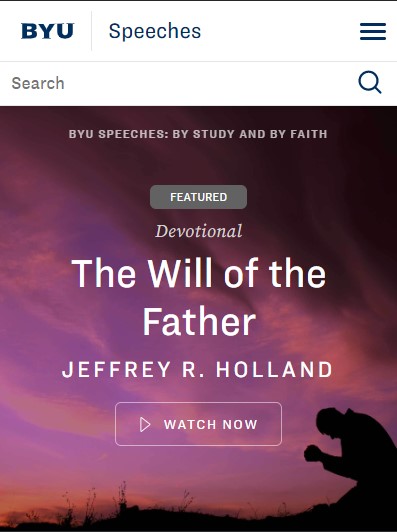 BYU Speeches
Search
BYU SPEECHES: BY STUDY AND BY FAITH
FEATURED
Devotional
The Will of the
Father
JEFFREY R. HOLLAND
WATCH NOW